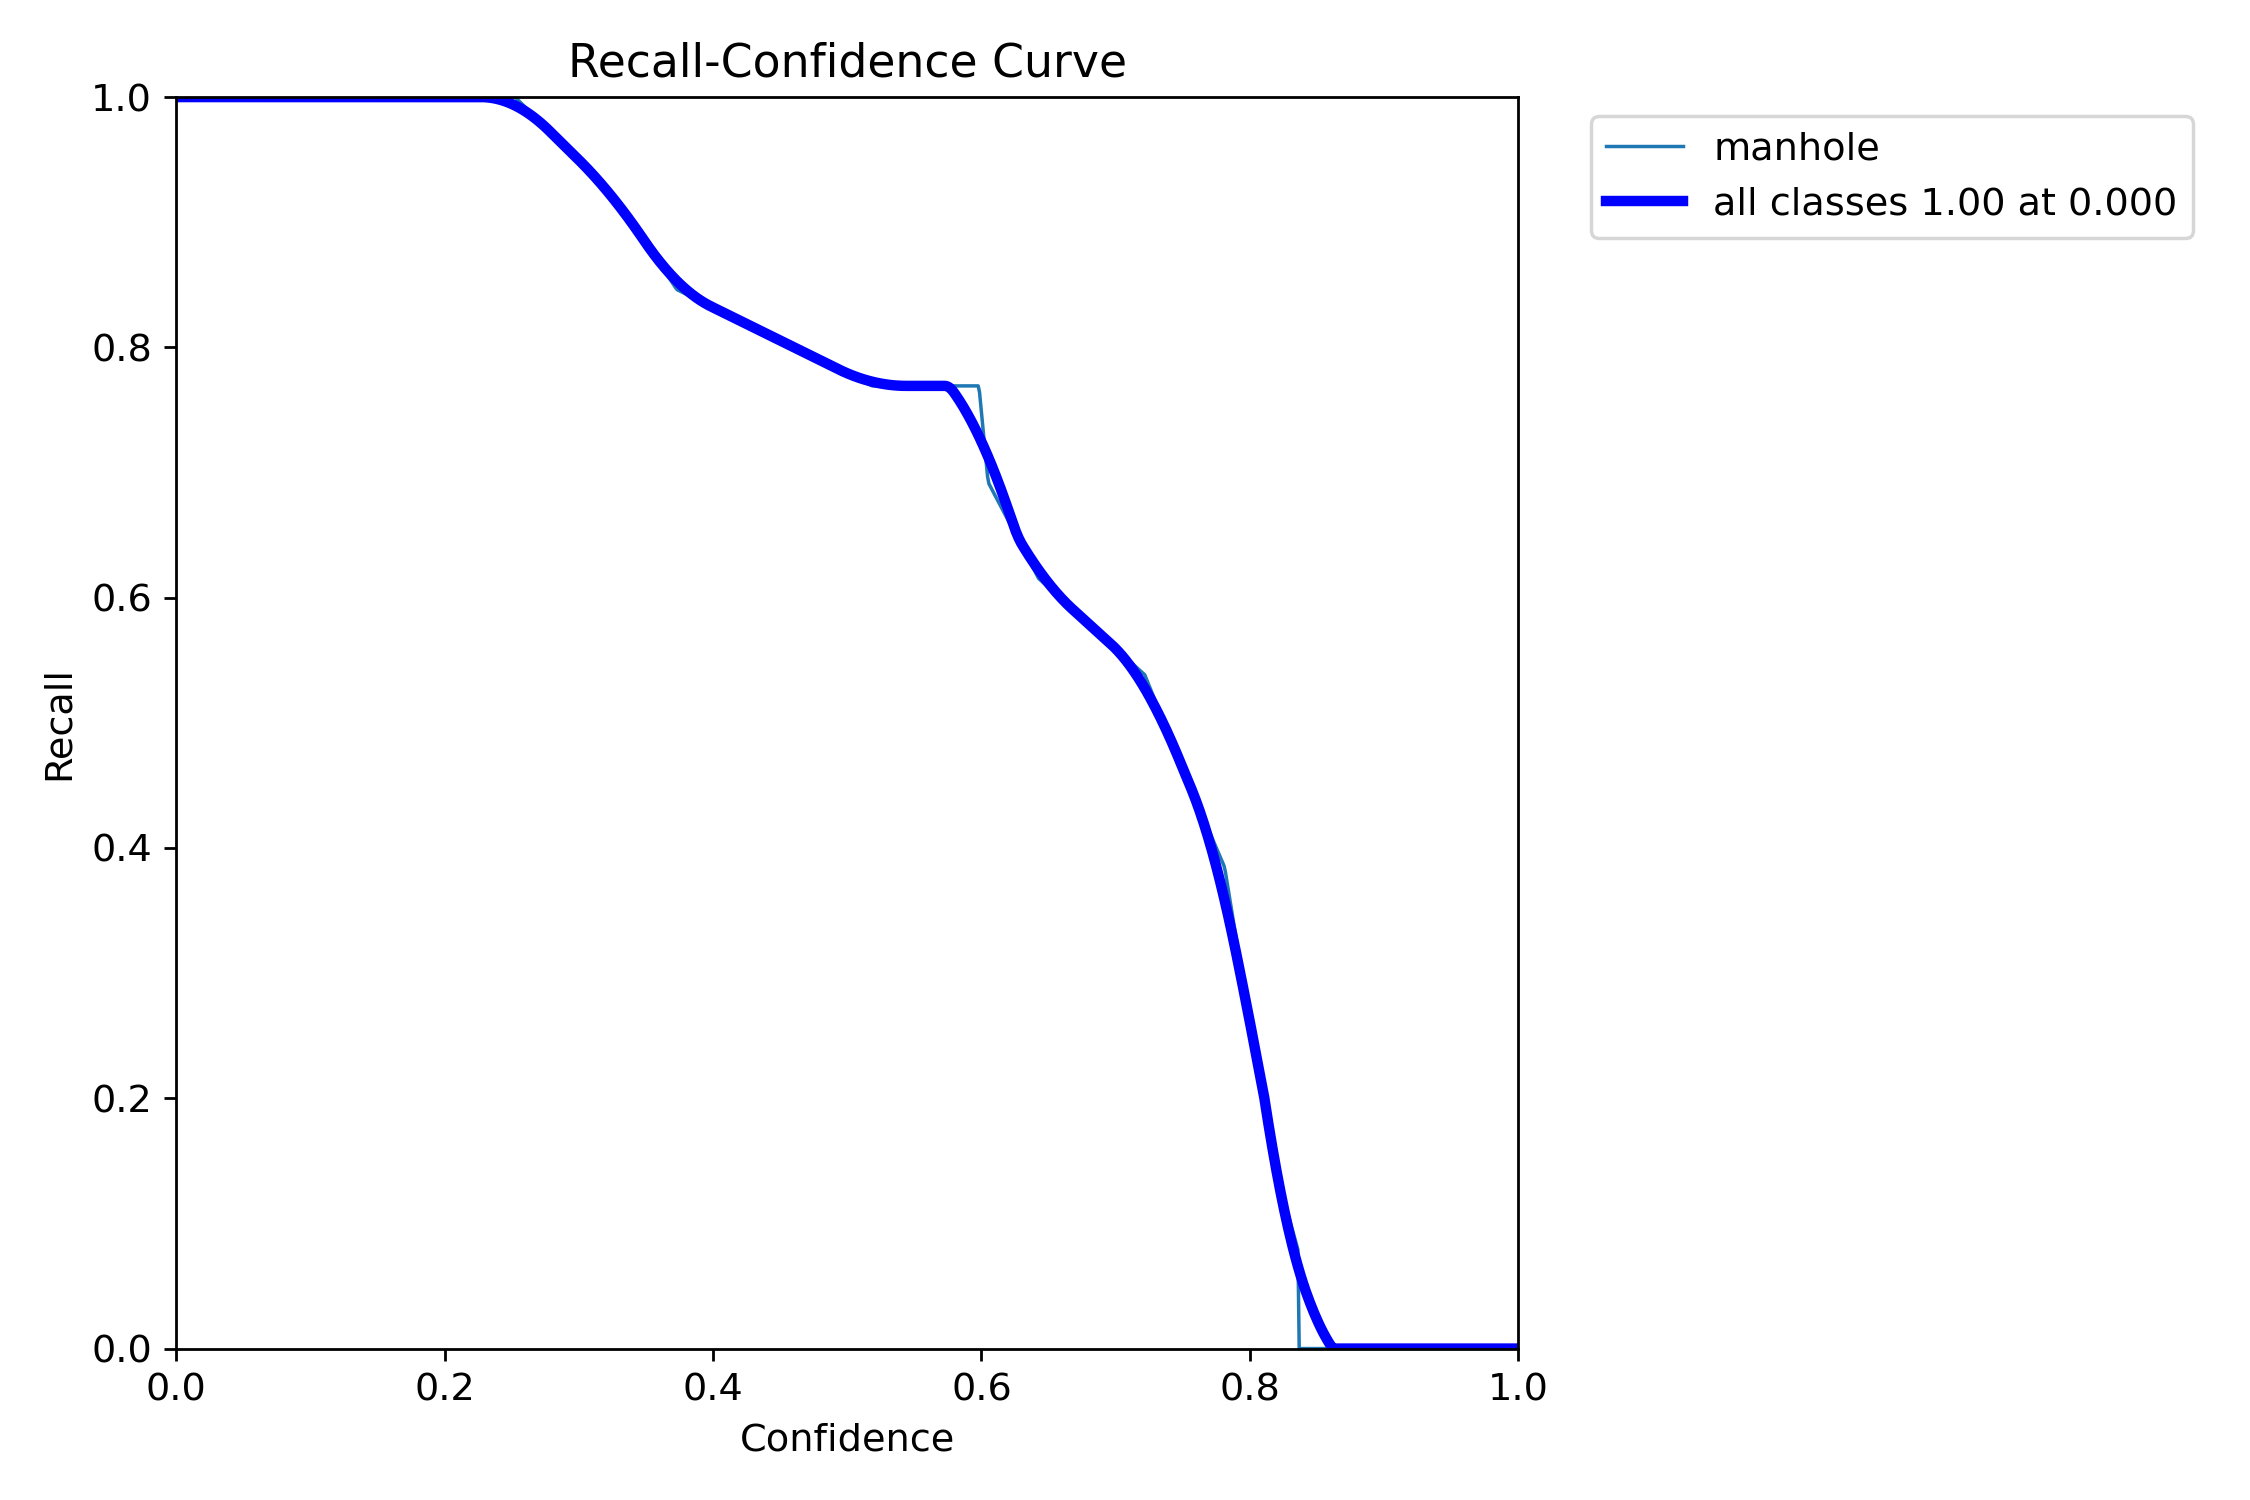 Recall-Confidence Curve
manhole
all classes 1.00 at 0.000
1.0
0.8
0.6
0.4
0.2
0.0
Recall
0.0 0.2 0.4 0.6 0.8 1.0
Confidence